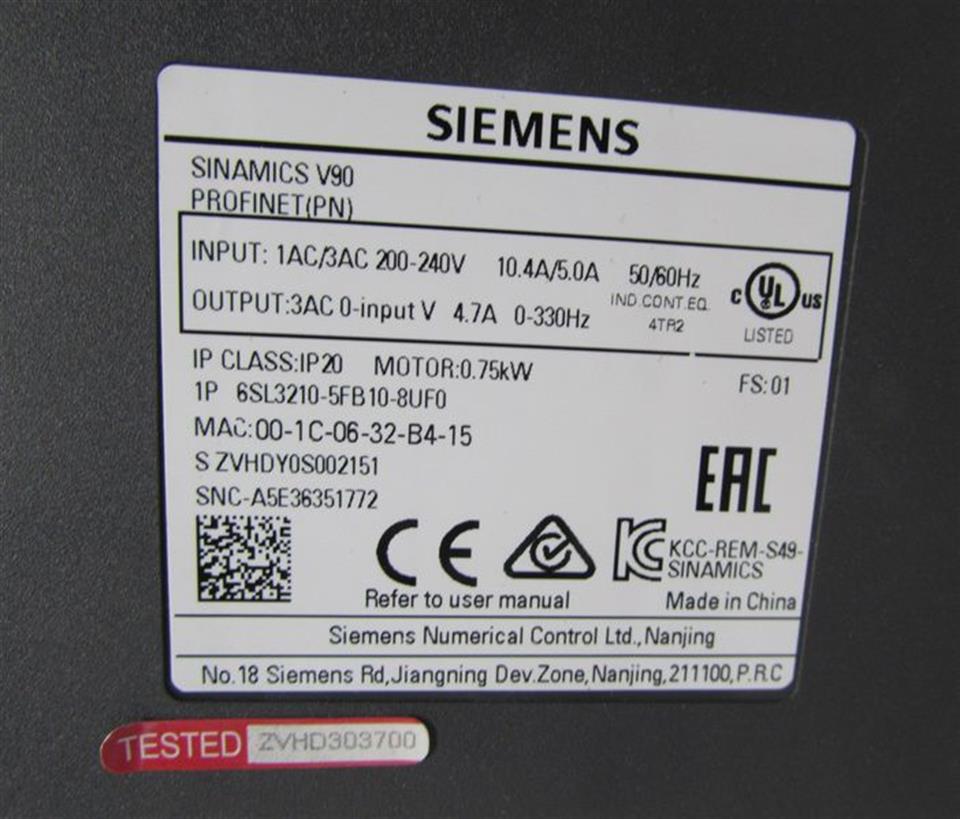 SIEMENS
SINAMICS V90
PROFINET(PN)
INPUT: 1AC/3AC 200-240V 10.4A/5.0A 50/60Hz
OUTPUT:3AC 0-input V 4.7A 0-330Hz
IND.CONT.EQ.
4TR2
c UL us
LISTED
IP CLASS:IP20 MOTOR:0.75kW
FS:01
1P 6SL3210-5FB10-8UF0
MAC:00-1C-06-32-B4-15
S ZVHDY0S002151
SNC-A5E36351772
EAC
CE
KC
KCC-REM-S49-
SINAMICS
Refer to user manual
Made in China
Siemens Numerical Control Ltd.,Nanjing
No.18 Siemens Rd,Jiangning Dev.Zone,Nanjing,211100,P.R.C
TESTED ZVHD303700